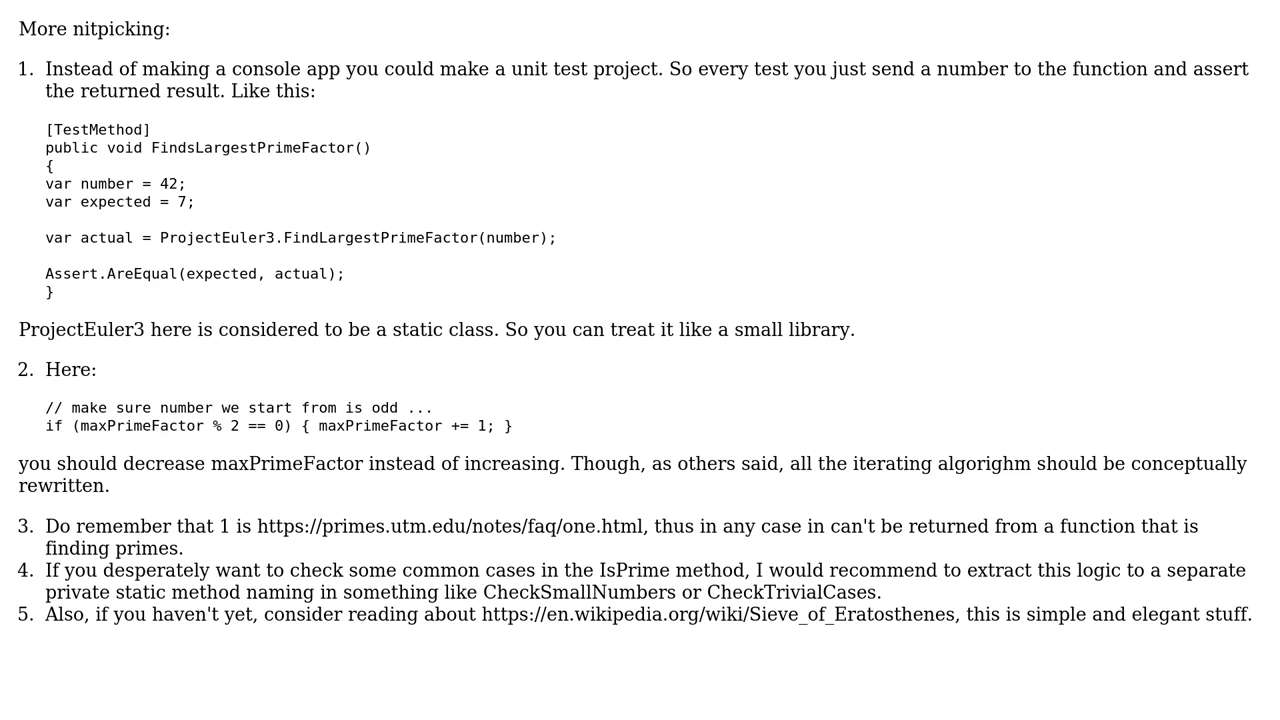 More nitpicking:
1. Instead of making a console app you could make a unit test project. So every test you just send a number to the function and assert
the returned result. Like this:
[TestMethod]
public void FindsLargestPrimeFactor()
{
var number = 42;
var expected = 7;
var actual = ProjectEuler3.FindLargestPrimeFactor(number);
Assert.AreEqual(expected, actual);
}
ProjectEuler3 here is considered to be a static class. So you can treat it like a small library.
2. Here:
// make sure number we start from is odd ...
if (maxPrimeFactor % 2 == 0) { maxPrimeFactor += 1; }
you should decrease maxPrimeFactor instead of increasing. Though, as others said, all the iterating algorighm should be conceptually
rewritten.
3. Do remember that 1 is https://primes.utm.edu/notes/faq/one.html, thus in any case in can't be returned from a function that is
finding primes.
4. If you desperately want to check some common cases in the IsPrime method, I would recommend to extract this logic to a separate
private static method naming in something like CheckSmallNumbers or CheckTrivialCases.
5. Also, if you haven't yet, consider reading about https://en.wikipedia.org/wiki/Sieve_of_Eratosthenes, this is simple and elegant stuff.